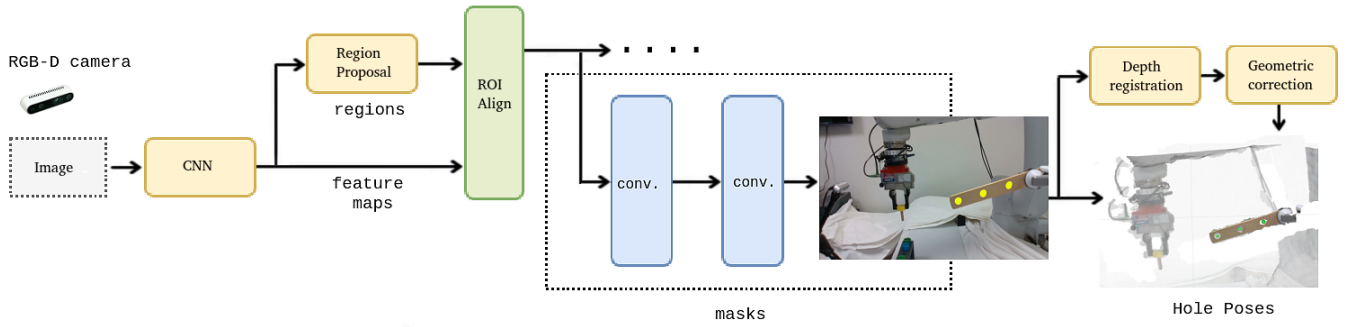 RGB-D camera
Image
CNN
Region
Proposal
regions
feature
maps
ROI
Align
conv.
conv.
masks
Depth
registration
Geometric
correction
Hole Poses